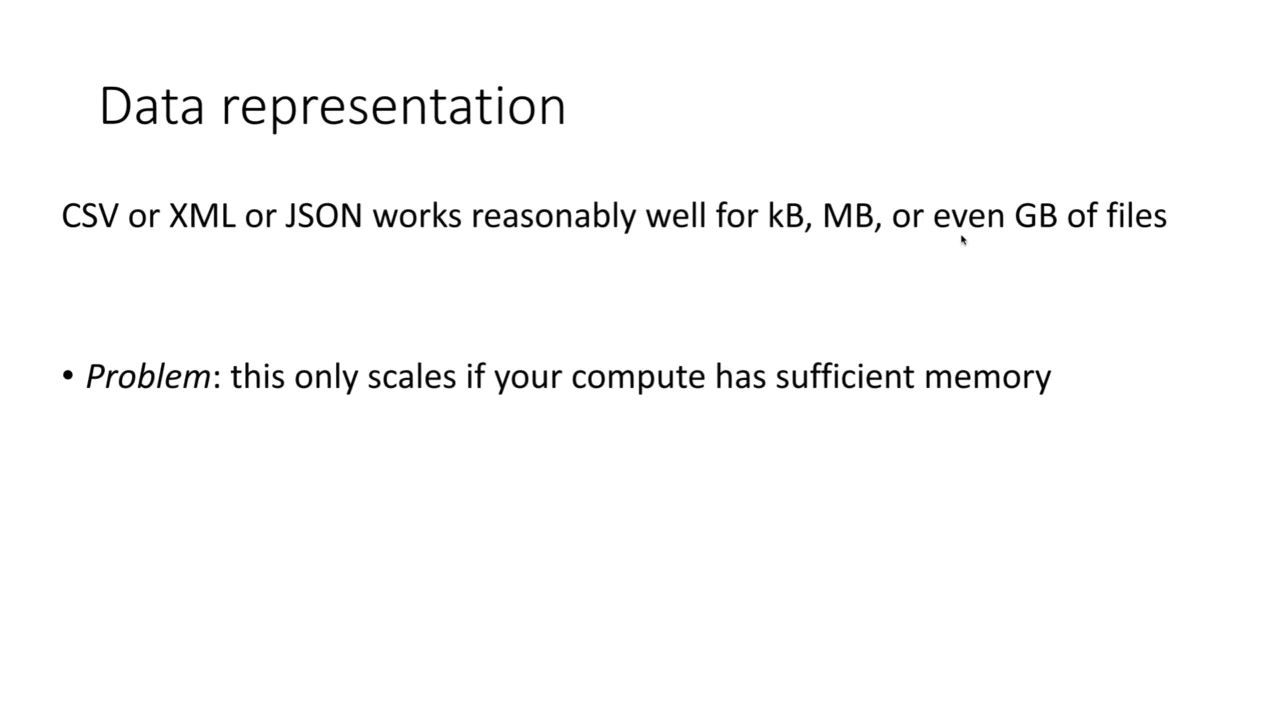 Data representation
CSV or XML or JSON works reasonably well for kB, MB, or even GB of files
• Problem: this only scales if your compute has sufficient memory